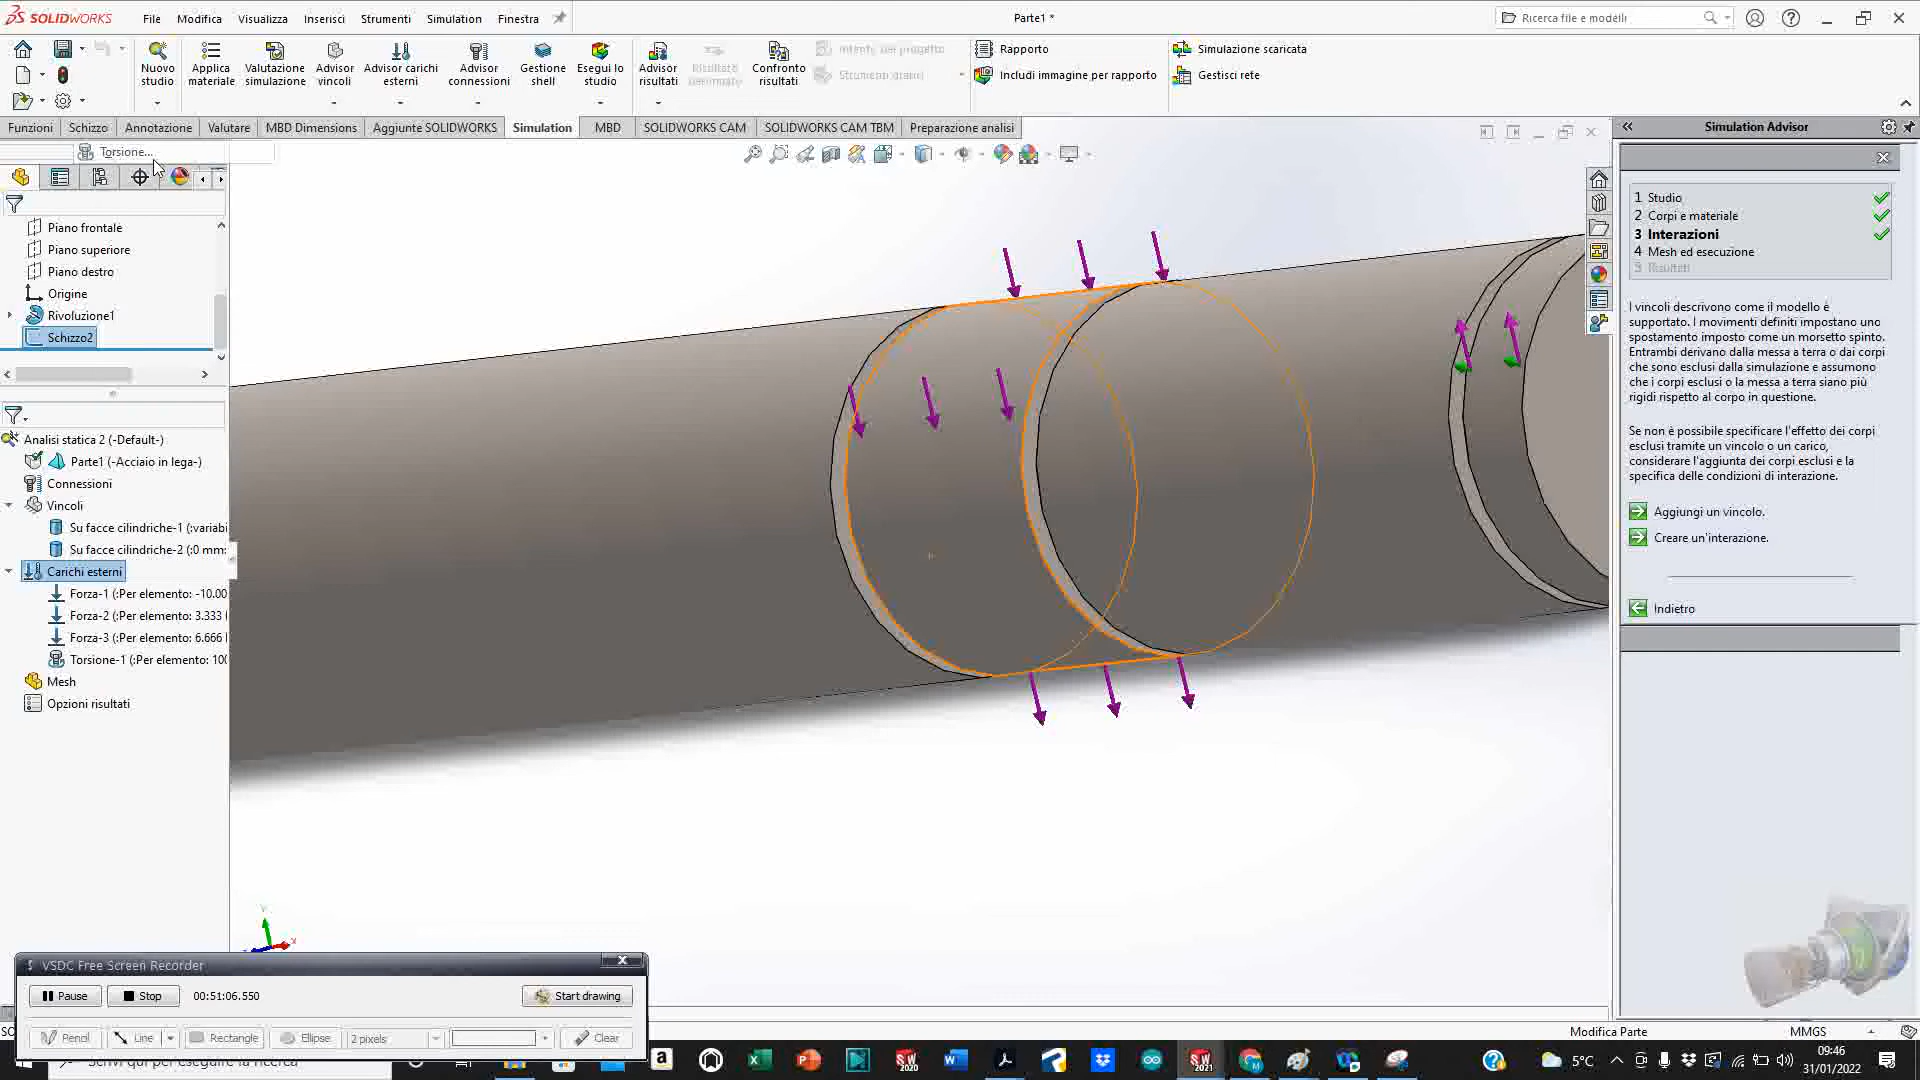 SOLIDWORKS
File Modifica Visualizza Inserisci Strumenti Simulation Finestra
Parte1 *
Ricerca file e modelli
Nuovo studio
Applica materiale
Valutazione simulazione
Advisor vincoli
Advisor carichi esterni
Advisor connessioni
Gestione shell
Esegui lo studio
Advisor risultati
Risultato
Confronto risultati
Strumenti grafici
Rapporto
Includi immagine per rapporto
Simulazione scaricata
Gestisci rete
Funzioni Schizzo Annotazione Valutare MBD Dimensions Aggiunte SOLIDWORKS Simulation MBD SOLIDWORKS CAM SOLIDWORKS CAM TBM Preparazione analisi
Torsione...
Piano frontale
Piano superiore
Piano destro
Origine
Rivoluzione1
Schizzo2
Analisi statica 2 (-Default-)
Parte1 (-Acciaio in lega-)
Connessioni
Vincoli
Su facce cilindriche-1 (:variabi
Su facce cilindriche-2 (:0 mm:
Carichi esterni
Forza-1 (:Per elemento: -10.00
Forza-2 (:Per elemento: 3.333
Forza-3 (:Per elemento: 6.666
Torsione-1 (:Per elemento: 100
Mesh
Opzioni risultati
Simulation Advisor
1 Studio
2 Corpi e materiale
3 Interazioni
4 Mesh ed esecuzione
5 Risultati
I vincoli descrivono come il modello è
supportato. I movimenti definiti impostano uno
spostamento imposto come un morsetto spinto.
Entrambi derivano dalla messa a terra o dai corpi
che sono esclusi dalla simulazione e assumono
che i corpi esclusi o la messa a terra siano più
rigidi rispetto al corpo in questione.
Se non è possibile specificare l'effetto dei corpi
esclusi tramite un vincolo o un carico,
considerare l'aggiunta dei corpi esclusi e la
specifica delle condizioni di interazione.
Aggiungi un vincolo.
Creare un'interazione.
Indietro
Y
X
VSDC Free Screen Recorder
Pause Stop 00:51:06.550 Start drawing
Pencil Line Rectangle Ellipse 2 pixels Clear
Modifica Parte MMGS
Scrivi qui per eseguire la ricerca
5°C
09:46
31/01/2022